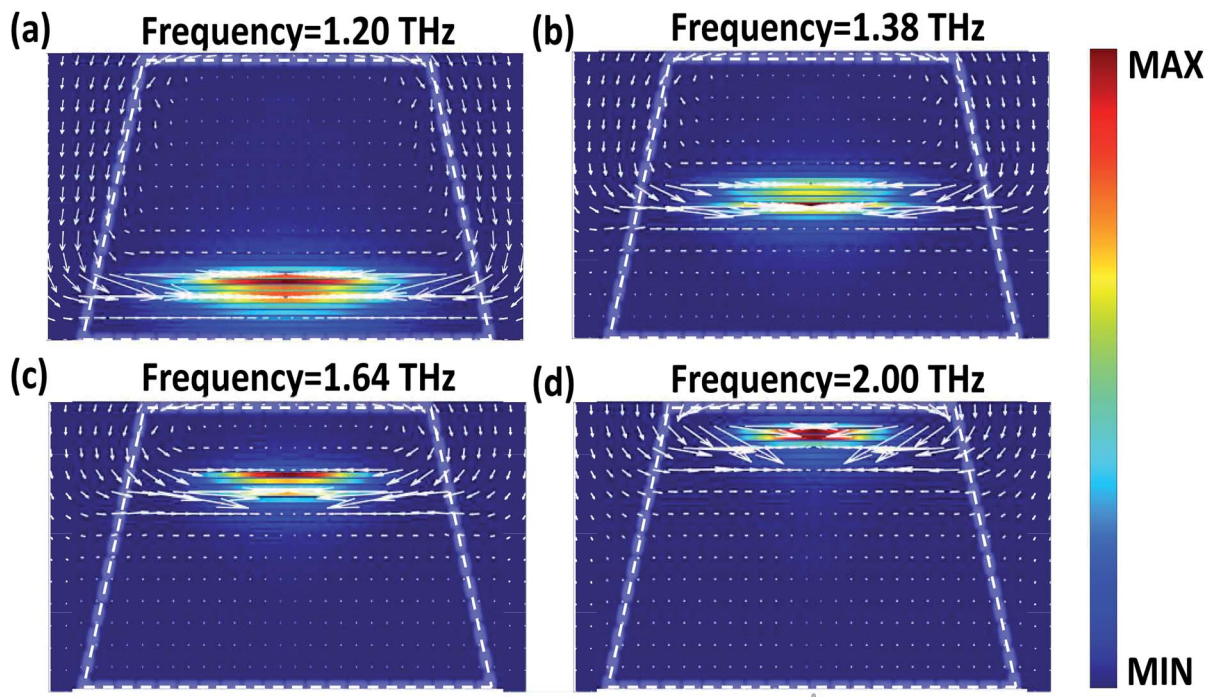 (a) Frequency=1.20 THz
(b) Frequency=1.38 THz
MAX
(c) Frequency=1.64 THz
(d) Frequency=2.00 THz
MIN